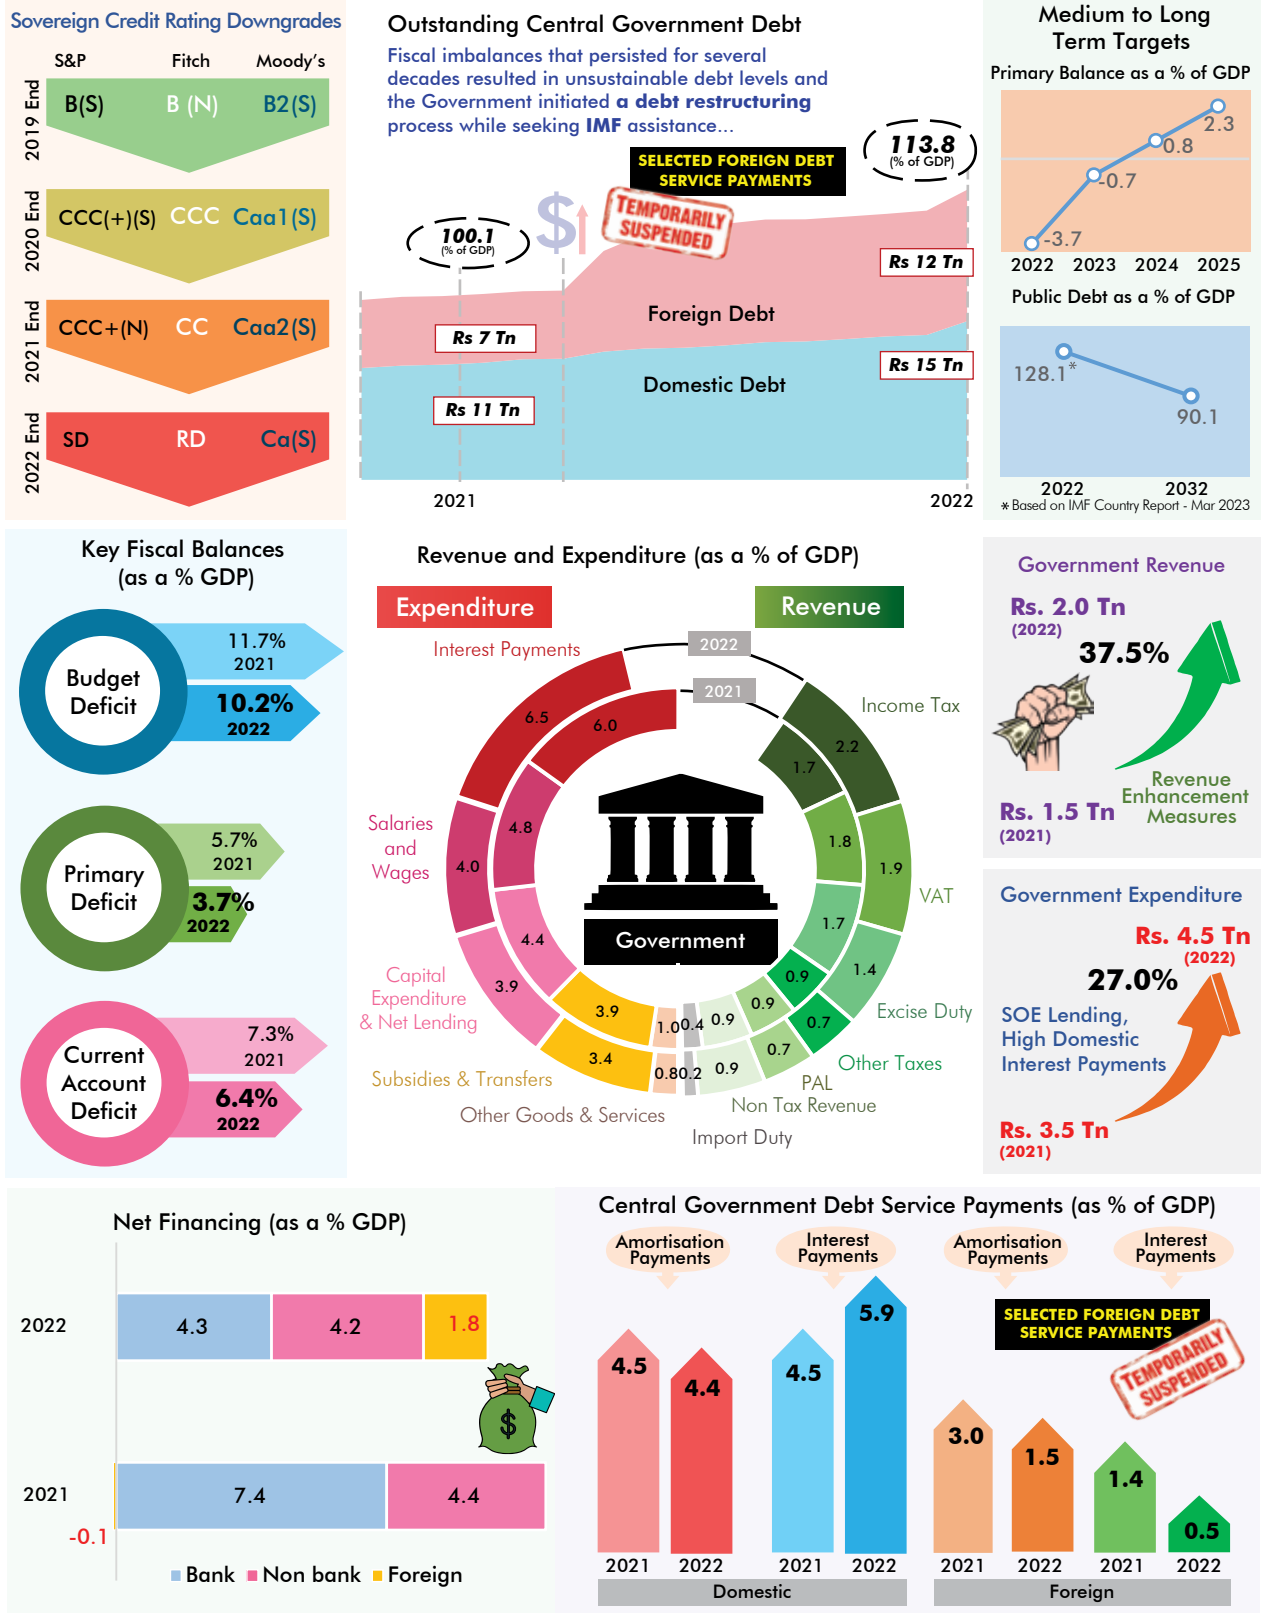 Sovereign Credit Rating Downgrades
S&P Fitch Moody's
2019 End
B(S) B (N) B2(S)
2020 End
CCC(+)(S) CCC Caa1(S)
2021 End
CCC+(N) CC Caa2(S)
2022 End
SD RD Ca(S)
Outstanding Central Government Debt
Fiscal imbalances that persisted for several
decades resulted in unsustainable debt levels and
the Government initiated a debt restructuring
process while seeking IMF assistance...
SELECTED FOREIGN DEBT
SERVICE PAYMENTS
TEMPORARILY
SUSPENDED
113.8
(% of GDP)
100.1
(% of GDP)
$
Rs 12 Tn
Foreign Debt
Rs 7 Tn
Rs 15 Tn
Domestic Debt
Rs 11 Tn
2021 2022
Medium to Long
Term Targets
Primary Balance as a % of GDP
2.3
0.8
-0.7
-3.7
2022 2023 2024 2025
Public Debt as a % of GDP
128.1*
90.1
2022 2032
* Based on IMF Country Report - Mar 2023
Key Fiscal Balances
(as a % GDP)
Budget
Deficit
11.7%
2021
10.2%
2022
Primary
Deficit
5.7%
2021
3.7%
2022
Current
Account
Deficit
7.3%
2021
6.4%
2022
Revenue and Expenditure (as a % of GDP)
Expenditure Revenue
2022
2021
Interest Payments
6.5
6.0
Salaries
and
Wages
4.0
4.8
Capital
Expenditure
& Net Lending
3.9
4.4
Subsidies & Transfers
3.4
3.9
Other Goods & Services
0.8
1.0
Government
Income Tax
2.2
1.7
VAT
1.9
1.8
Excise Duty
1.4
1.7
Other Taxes
0.7
0.9
PAL
Non Tax Revenue
0.7
0.9
0.9
0.9
Import Duty
0.2
0.4
Government Revenue
Rs. 2.0 Tn
(2022)
37.5%
Revenue
Enhancement
Measures
Rs. 1.5 Tn
(2021)
Government Expenditure
Rs. 4.5 Tn
(2022)
27.0%
SOE Lending,
High Domestic
Interest Payments
Rs. 3.5 Tn
(2021)
Net Financing (as a % GDP)
2022
4.3 4.2 1.8
$
2021
7.4 4.4
-0.1
Bank Non bank Foreign
Central Government Debt Service Payments (as % of GDP)
Amortisation
Payments
Interest
Payments
Amortisation
Payments
Interest
Payments
SELECTED FOREIGN DEBT
SERVICE PAYMENTS
TEMPORARILY
SUSPENDED
4.5 4.4 4.5 5.9 3.0 1.5 1.4 0.5
2021 2022 2021 2022 2021 2022 2021 2022
Domestic Foreign